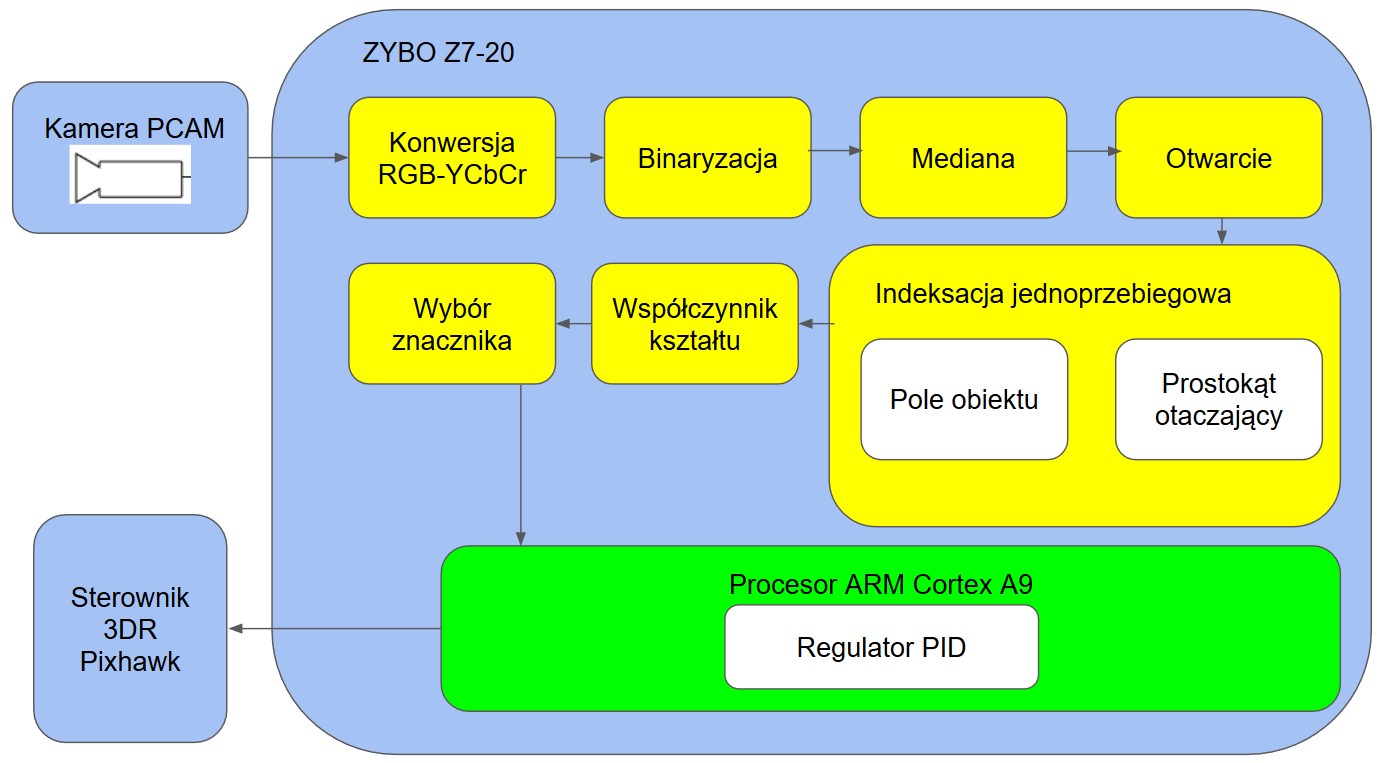 ZYBO Z7-20
Kamera PCAM
Konwersja
RGB-YCbCr
Binaryzacja
Mediana
Otwarcie
Indeksacja jednoprzebiegowa
Pole obiektu
Prostokąt
otaczający
Współczynnik
kształtu
Wybór
znacznika
Procesor ARM Cortex A9
Regulator PID
Sterownik
3DR
Pixhawk